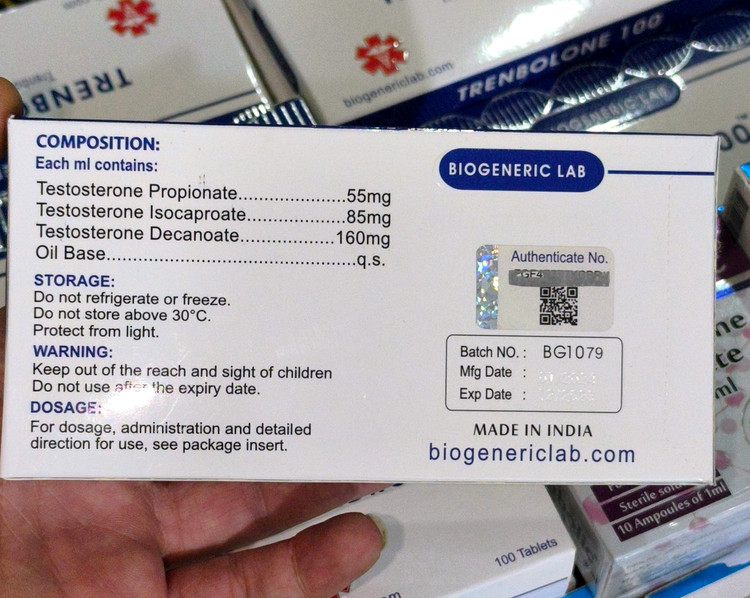 TRENBO
biogenericlab.com
TRENBOLONE 100
BIOGENERIC LAB
COMPOSITION:
Each ml contains:
Testosterone Propionate......................55mg
Testosterone Isocaproate....................85mg
Testosterone Decanoate....................160mg
Oil Base....................................................q.s.
STORAGE:
Do not refrigerate or freeze.
Do not store above 30°C.
Protect from light.
WARNING:
Keep out of the reach and sight of children
Do not use after the expiry date.
DOSAGE:
For dosage, administration and detailed
direction for use, see package insert.
BIOGENERIC LAB
Authenticate No.
Batch NO. : BG1079
Mfg Date :
Exp Date :
MADE IN INDIA
biogenericlab.com
ml
Sterile
10 Ampoules of 1ml
100 Tablets